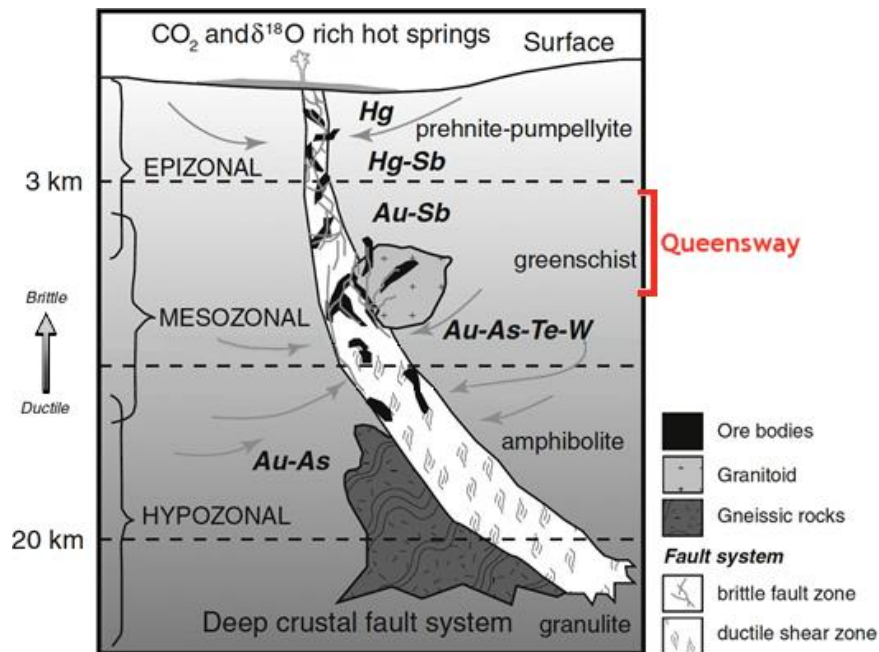 CO2 and δ18O rich hot springs
Surface
Hg
prehnite-pumpellyite
EPIZONAL
Hg-Sb
3 km
Au-Sb
Queensway
greenschist
Brittle
MESOZONAL
Au-As-Te-W
Ductile
amphibolite
Au-As
HYPOZONAL
20 km
Deep crustal fault system
granulite
Ore bodies
Granitoid
Gneissic rocks
Fault system
brittle fault zone
ductile shear zone